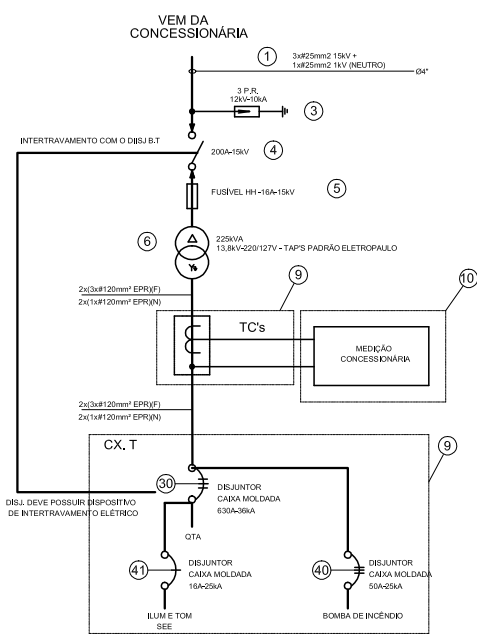 VEM DA
CONCESSIONÁRIA
1
3x#25mm2 15kV +
1x#25mm2 1kV (NEUTRO)
Ø4"
3 P.R.
12kV-10kA
3
INTERTRAVAMENTO COM O DIISJ B.T
200A-15kV
4
FUSÍVEL HH -16A-15kV
5
6
225kVA
13,8kV-220/127V - TAP'S PADRÃO ELETROPAULO
2x(3x#120mm² EPR)(F)
2x(1x#120mm² EPR)(N)
9
10
TC's
MEDIÇÃO
CONCESSIONÁRIA
2x(3x#120mm² EPR)(F)
2x(1x#120mm² EPR)(N)
CX. T
9
30
DISJUNTOR
CAIXA MOLDADA
630A-36kA
DISJ. DEVE POSSUIR DISPOSITIVO
DE INTERTRAVAMENTO ELÉTRICO
QTA
41
DISJUNTOR
CAIXA MOLDADA
16A-25kA
40
DISJUNTOR
CAIXA MOLDADA
50A-25kA
ILUM E TOM
SEE
BOMBA DE INCÊNDIO